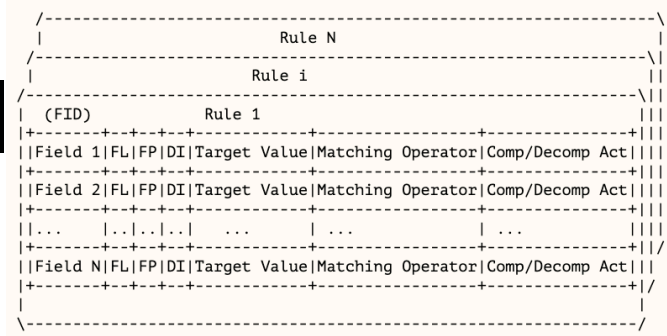 /-----------------------------------------------------------------\
|                         Rule N                                  |
/-----------------------------------------------------------------\|
|                       Rule i                                    ||
/-----------------------------------------------------------------\||
|  (FID)            Rule 1                                        |||
|+-------+--+--+--+------------+-----------------+---------------+|||
||Field 1|FL|FP|DI|Target Value|Matching Operator|Comp/Decomp Act||||
|+-------+--+--+--+------------+-----------------+---------------+|||
||Field 2|FL|FP|DI|Target Value|Matching Operator|Comp/Decomp Act||||
|+-------+--+--+--+------------+-----------------+---------------+|||
||...    |..|..|..|   ...      | ...             | ...           ||||
|+-------+--+--+--+------------+-----------------+---------------+||/
||Field N|FL|FP|DI|Target Value|Matching Operator|Comp/Decomp Act|||
|+-------+--+--+--+------------+-----------------+---------------+|/
|                                                                 |
\-----------------------------------------------------------------/